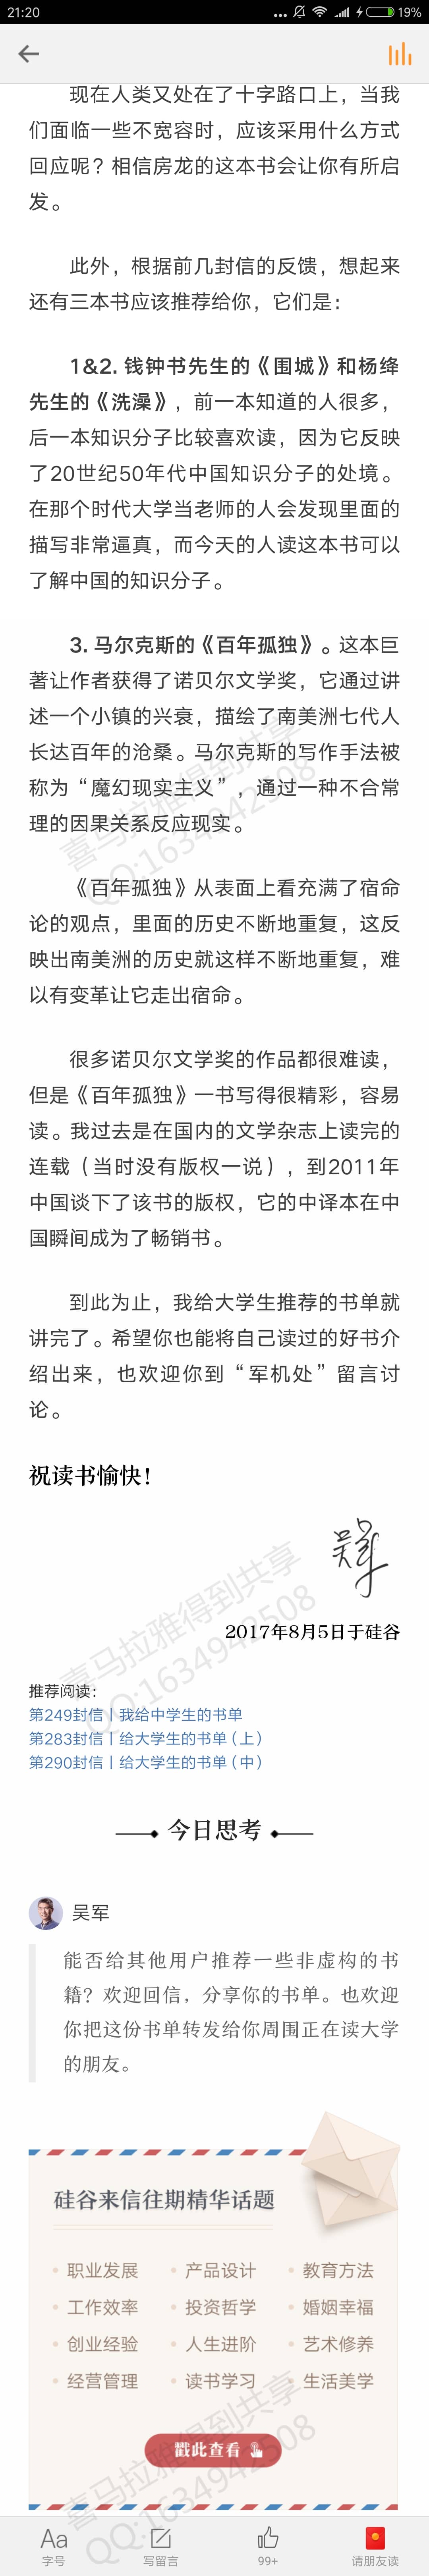 21:20
19%
现在人类又处在了十字路口上，当我
们面临一些不宽容时，应该采用什么方式
回应呢？相信房龙的这本书会让你有所启
发。
此外，根据前几封信的反馈，想起来
还有三本书应该推荐给你，它们是：
1&2. 钱钟书先生的《围城》和杨绛
先生的《洗澡》，前一本知道的人很多，
后一本知识分子比较喜欢读，因为它反映
了20世纪50年代中国知识分子的处境。
在那个时代大学当老师的人会发现里面的
描写非常逼真，而今天的人读这本书可以
了解中国的知识分子。
3. 马尔克斯的《百年孤独》。这本巨
著让作者获得了诺贝尔文学奖，它通过讲
述一个小镇的兴衰，描绘了南美洲七代人
长达百年的沧桑。马尔克斯的写作手法被
称为“魔幻现实主义”，通过一种不合常
理的因果关系反应现实。
喜马拉雅得到共享
QQ:1634942508
《百年孤独》从表面上看充满了宿命
论的观点，里面的历史不断地重复，这反
映出南美洲的历史就这样不断地重复，难
以有变革让它走出宿命。
很多诺贝尔文学奖的作品都很难读，
但是《百年孤独》一书写得很精彩，容易
读。我过去是在国内的文学杂志上读完的
连载（当时没有版权一说），到2011年
中国谈下了该书的版权，它的中译本在中
国瞬间成为了畅销书。
到此为止，我给大学生推荐的书单就
讲完了。希望你也能将自己读过的好书介
绍出来，也欢迎你到“军机处”留言讨
论。
祝读书愉快！
吴军
2017年8月5日于硅谷
喜马拉雅得到共享
QQ:1634942508
推荐阅读：
第249封信丨我给中学生的书单
第283封信丨给大学生的书单（上）
第290封信丨给大学生的书单（中）
今日思考
吴军
能否给其他用户推荐一些非虚构的书
籍？欢迎回信，分享你的书单。也欢迎
你把这份书单转发给你周围正在读大学
的朋友。
硅谷来信往期精华话题
职业发展 产品设计 教育方法
工作效率 投资哲学 婚姻幸福
创业经验 人生进阶 艺术修养
经营管理 读书学习 生活美学
戳此查看
喜马拉雅得到共享
QQ:1634942508
Aa
字号 写留言 99+ 请朋友读